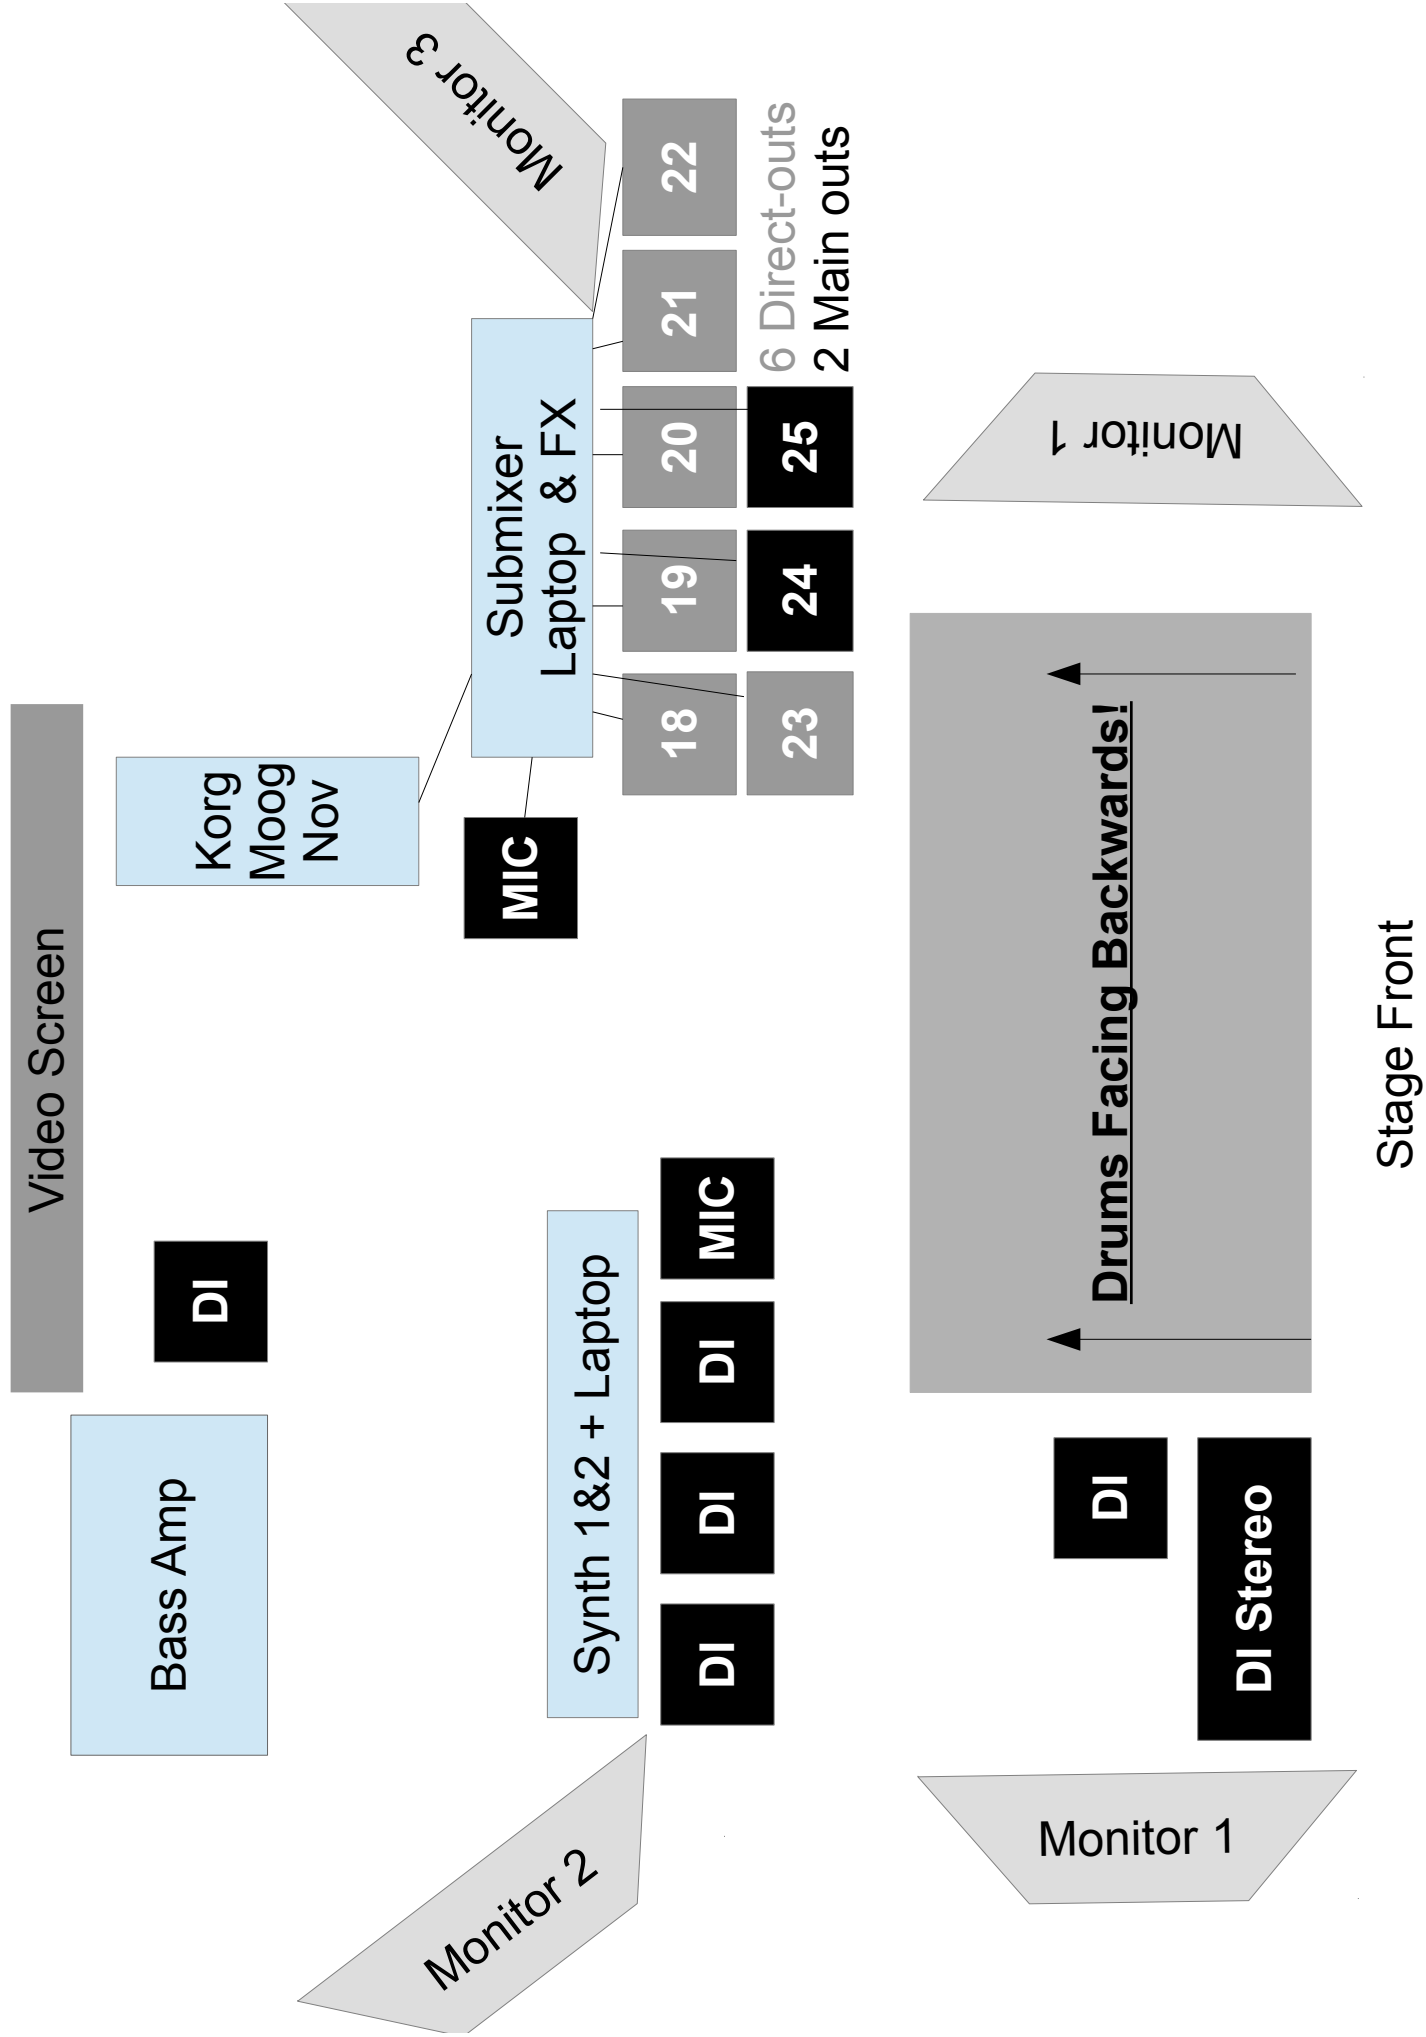 Video Screen
Bass Amp
DI
Korg
Moog
Nov
Monitor 3
Submixer
Laptop & FX
MIC
Synth 1&2 + Laptop
Monitor 2
DI
DI
DI
MIC
18
19
20
21
22
23
24
25
6 Direct-outs
2 Main outs
Monitor 1
DI
DI Stereo
Drums Facing Backwards!
Monitor 1
Stage Front